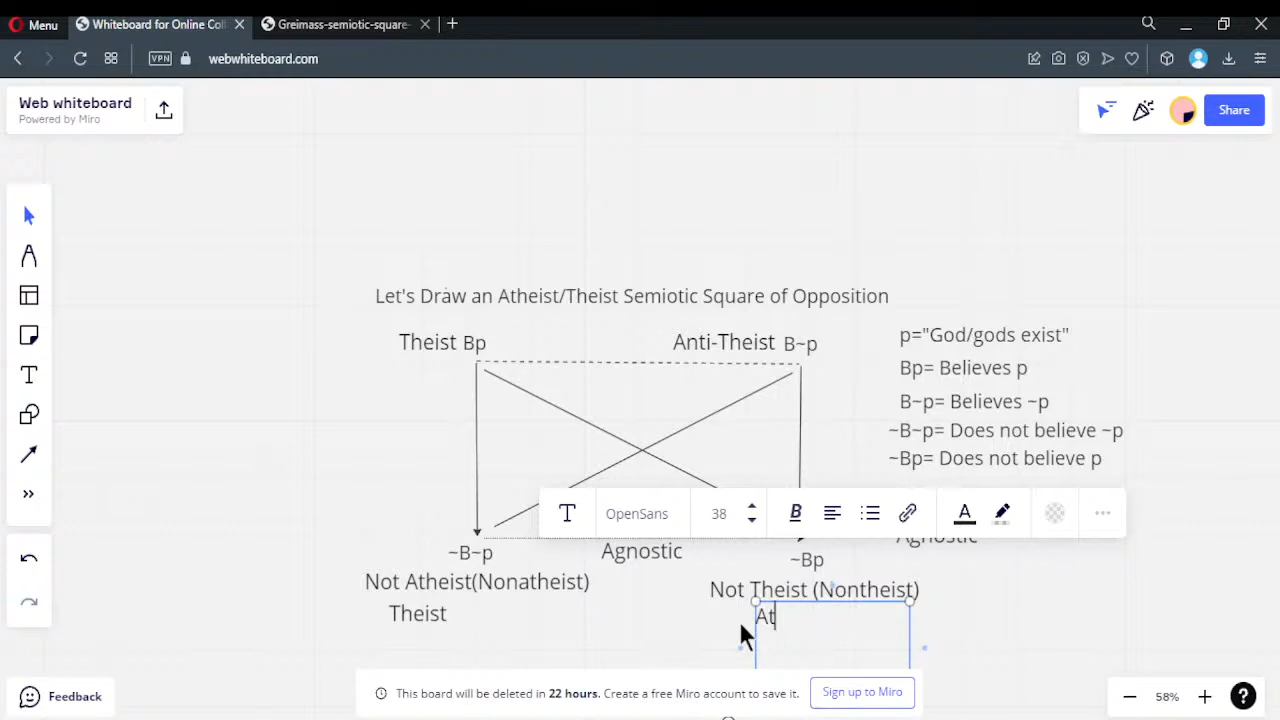 Menu
Whiteboard for Online Col
Greimass-semiotic-square-
VPN
webwhiteboard.com
Web whiteboard
Powered by Miro
Share
Let's Draw an Atheist/Theist Semiotic Square of Opposition
Theist Bp
Anti-Theist B~p
p="God/gods exist"
Bp= Believes p
B~p= Believes ~p
~B~p= Does not believe ~p
~Bp= Does not believe p
T OpenSans 38 B A
Agnostic
~B~p
Agnostic
~Bp
Not Atheist(Nonatheist)
Not Theist (Nontheist)
Theist
At
Feedback
This board will be deleted in 22 hours. Create a free Miro account to save it.
Sign up to Miro
58%